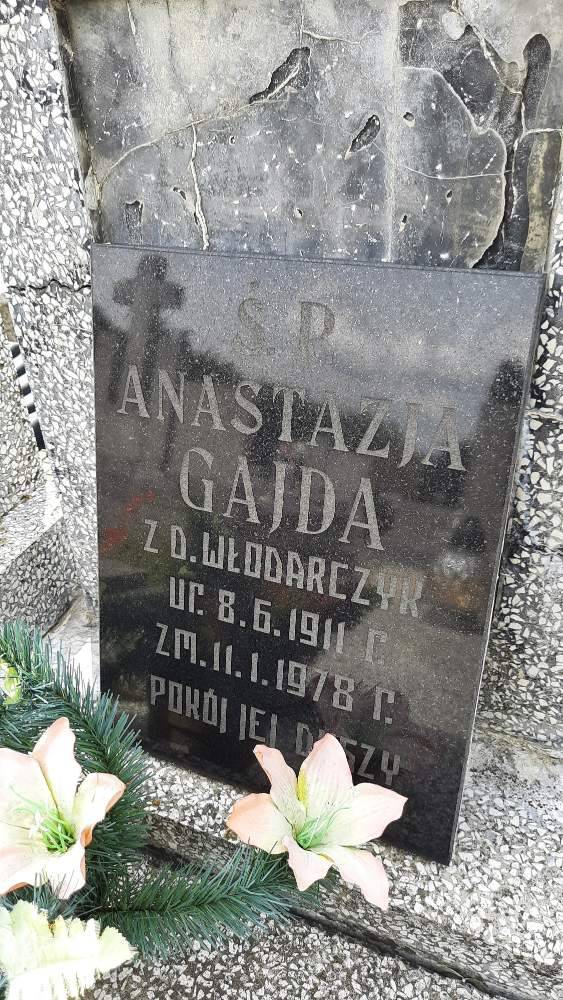 Ś.P.
ANASTAZJA
GAJDA
Z D. WŁODARCZYK
Ur. 8.6.1911 r.
ZM. 11.1.1978 r.
POKÓJ JEJ DUSZY